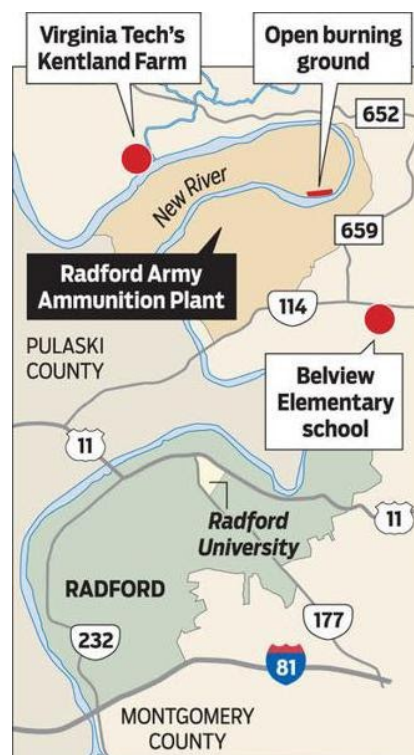 Virginia Tech's
Kentland Farm
Open burning
ground
652
New River
659
Radford Army
Ammunition Plant
114
PULASKI
COUNTY
Belview
Elementary
school
11
11
Radford
University
RADFORD
177
232
81
MONTGOMERY
COUNTY